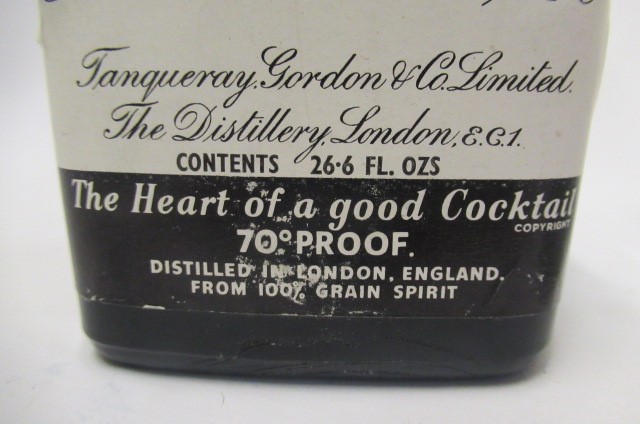 Tanqueray, Gordon & Co. Limited.
The Distillery, London, E.C.1.
CONTENTS 26·6 FL. OZS
The Heart of a good Cocktail
COPYRIGHT
70° PROOF.
DISTILLED IN LONDON, ENGLAND.
FROM 100% GRAIN SPIRIT